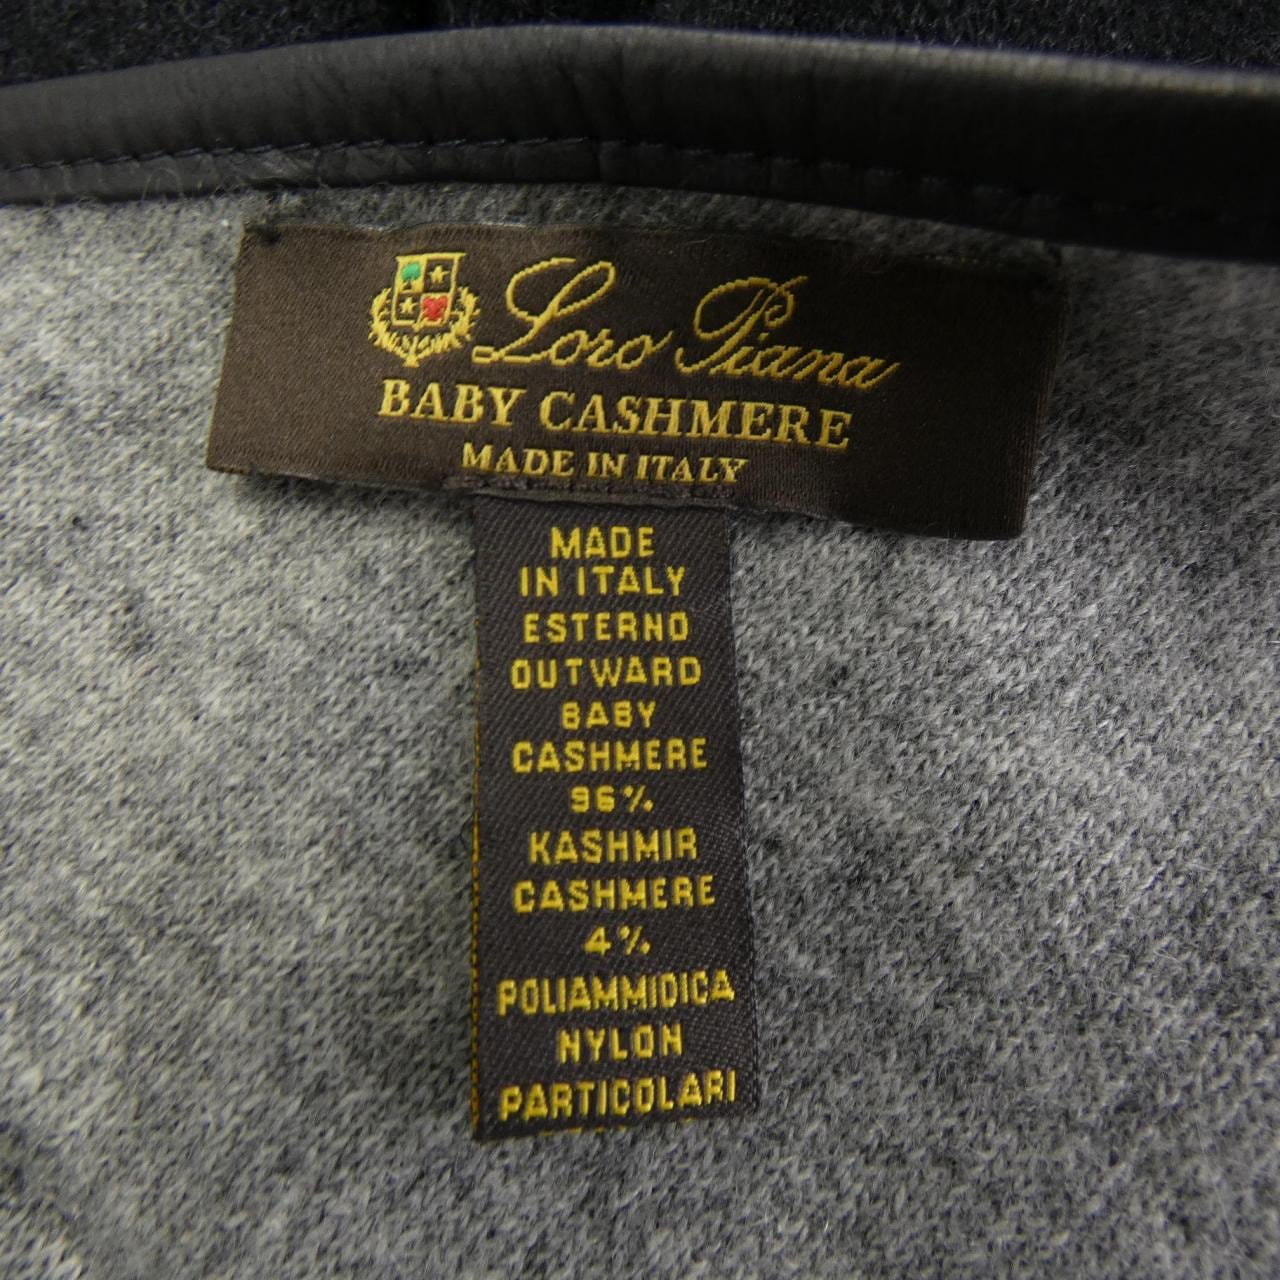 Loro Piana
BABY CASHMERE
MADE IN ITALY
MADE
IN ITALY
ESTERNO
OUTWARD
BABY
CASHMERE
96%
KASHMIR
CASHMERE
4%
POLIAMMIDICA
NYLON
PARTICOLARI